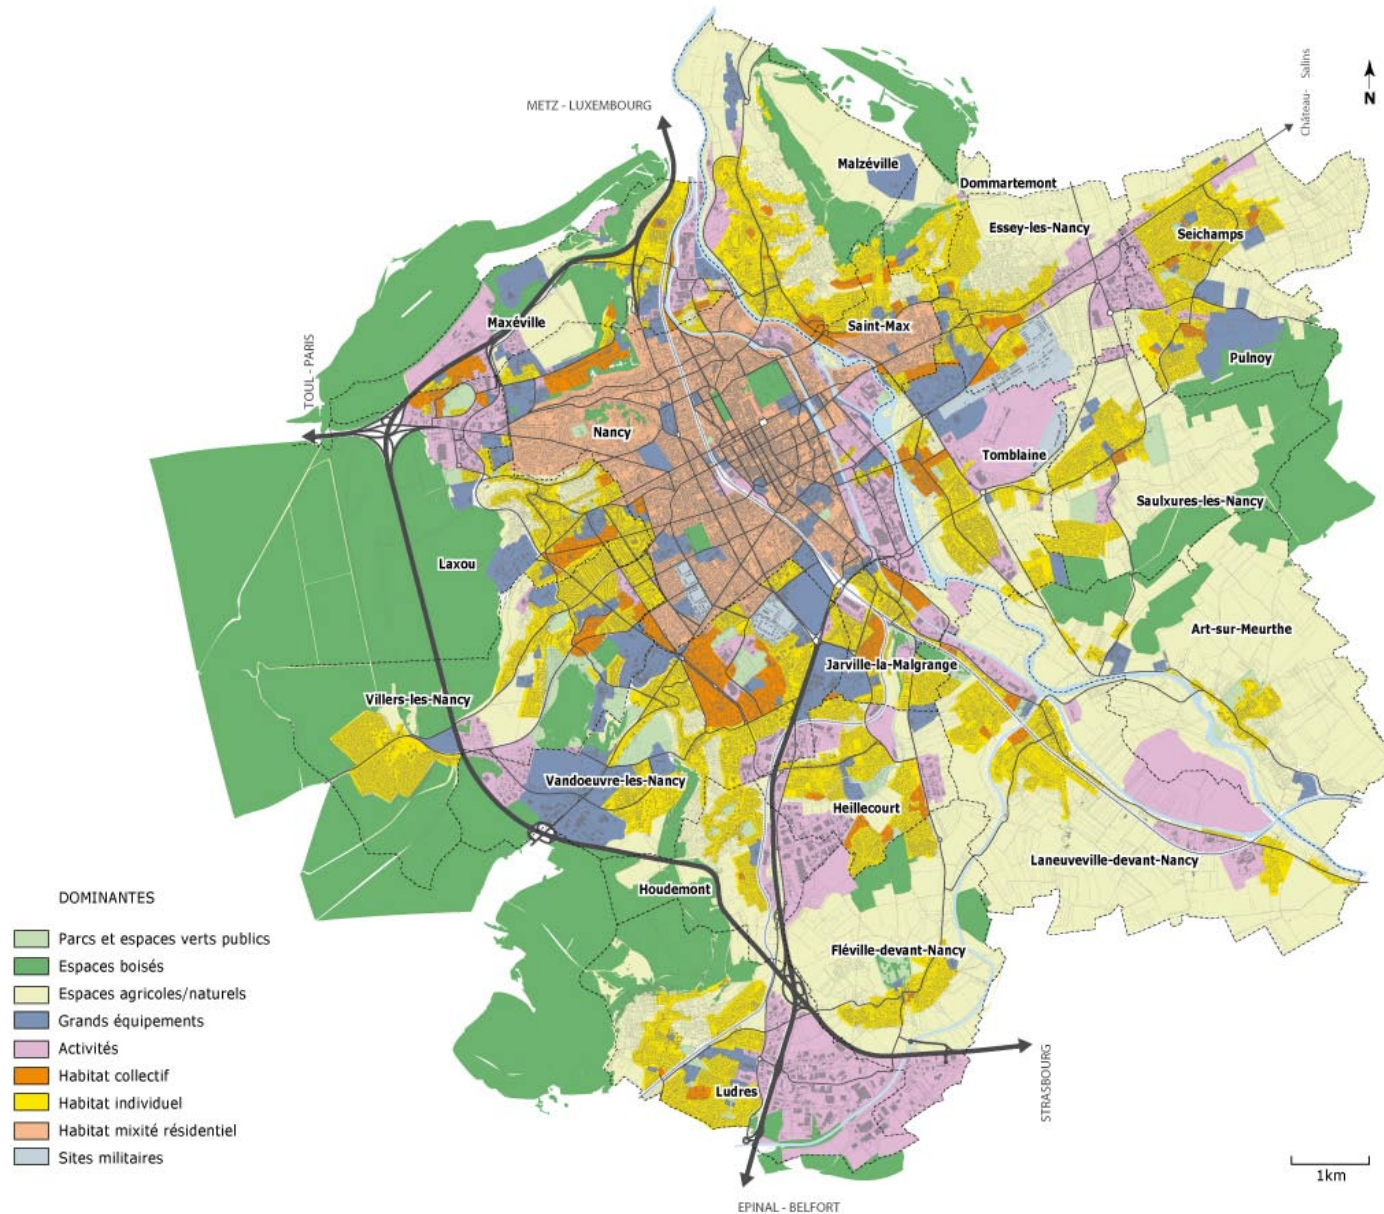 METZ - LUXEMBOURG
Château- Salins
N
Malzéville
Dommartemont
Essey-les-Nancy
Seichamps
Maxéville
Saint-Max
Pulnoy
TOUL - PARIS
Nancy
Tomblaine
Saulxures-les-Nancy
Laxou
Art-sur-Meurthe
Jarville-la-Malgrange
Villers-les-Nancy
Vandoeuvre-les-Nancy
Heillecourt
Laneuveville-devant-Nancy
Houdemont
Fléville-devant-Nancy
Ludres
STRASBOURG
EPINAL - BELFORT
DOMINANTES
Parcs et espaces verts publics
Espaces boisés
Espaces agricoles/naturels
Grands équipements
Activités
Habitat collectif
Habitat individuel
Habitat mixité résidentiel
Sites militaires
1km